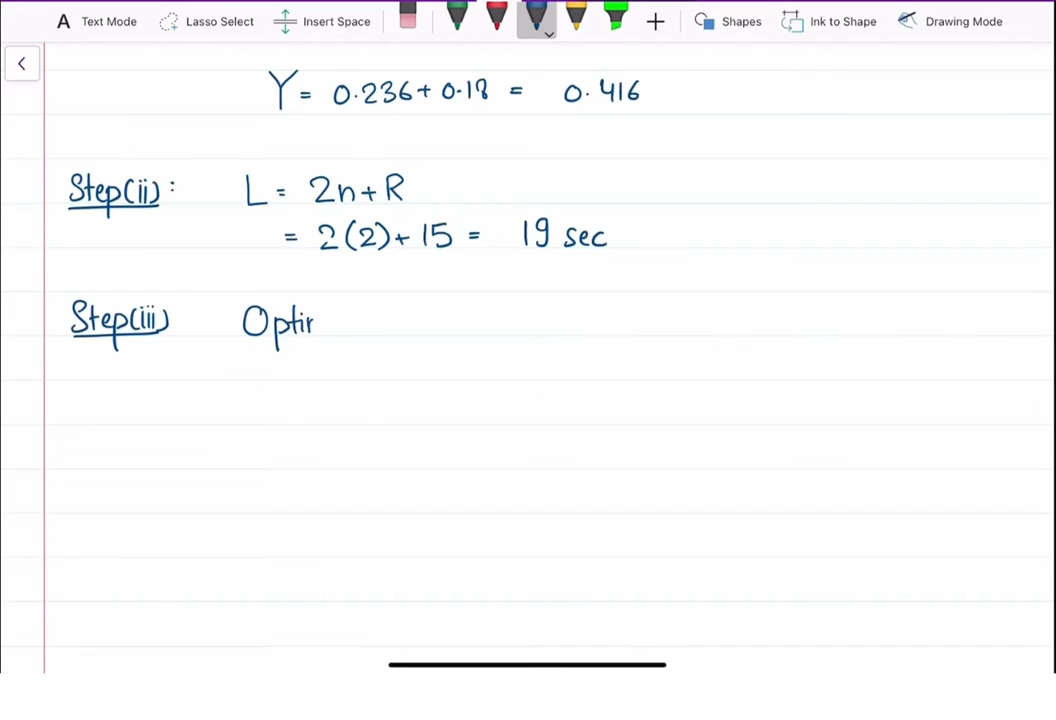 A Text Mode Lasso Select Insert Space Shapes Ink to Shape Drawing Mode
Y = 0.236 + 0.18 = 0.416
Step(ii): L = 2n + R
= 2(2) + 15 = 19 sec
Step(iii) Optir